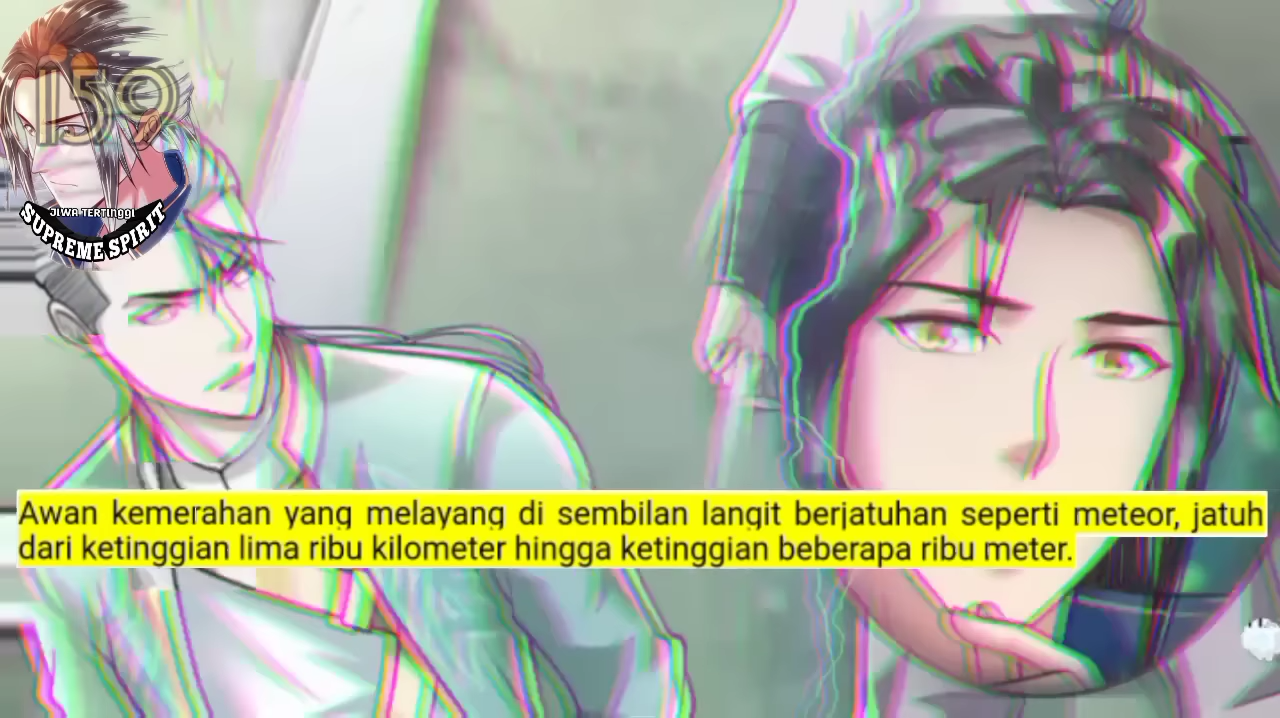 159
JIWA TERTINGGI
SUPREME SPIRIT
Awan kemerahan yang melayang di sembilan langit berjatuhan seperti meteor, jatuh
dari ketinggian lima ribu kilometer hingga ketinggian beberapa ribu meter.